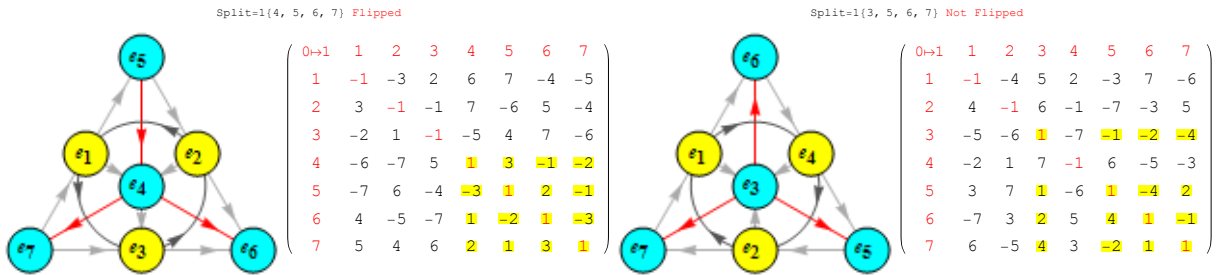 Split=1{4, 5, 6, 7} Flipped
e5
e1
e2
e4
e7
e3
e6
0↦1 1 2 3 4 5 6 7
1 -1 -3 2 6 7 -4 -5
2 3 -1 -1 7 -6 5 -4
3 -2 1 -1 -5 4 7 -6
4 -6 -7 5 1 3 -1 -2
5 -7 6 -4 -3 1 2 -1
6 4 -5 -7 1 -2 1 -3
7 5 4 6 2 1 3 1
Split=1{3, 5, 6, 7} Not Flipped
e6
e1
e4
e3
e7
e2
e5
0↦1 1 2 3 4 5 6 7
1 -1 -4 5 2 -3 7 -6
2 4 -1 6 -1 -7 -3 5
3 -5 -6 1 -7 -1 -2 -4
4 -2 1 7 -1 6 -5 -3
5 3 7 1 -6 1 -4 2
6 -7 3 2 5 4 1 -1
7 6 -5 4 3 -2 1 1